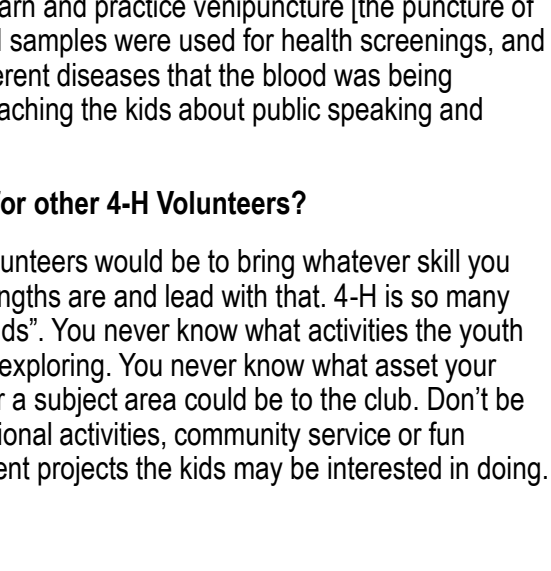 arn and practice venipuncture [the puncture of
samples were used for health screenings, and
erent diseases that the blood was being
aching the kids about public speaking and
or other 4-H Volunteers?
unteers would be to bring whatever skill you
ngths are and lead with that. 4-H is so many
ds”. You never know what activities the youth
exploring. You never know what asset your
r a subject area could be to the club. Don’t be
ional activities, community service or fun
ent projects the kids may be interested in doing.